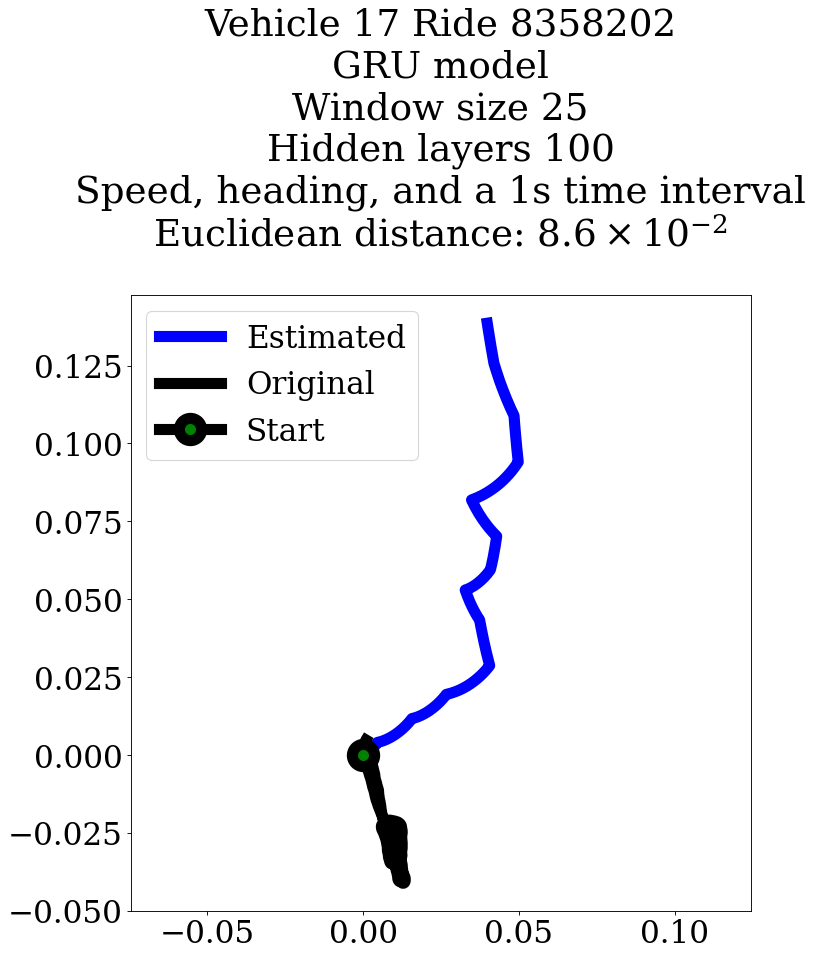 Vehicle 17 Ride 8358202
GRU model
Window size 25
Hidden layers 100
Speed, heading, and a 1s time interval
Euclidean distance: 8.6 × 10⁻²
Estimated
Original
Start
0.125
0.100
0.075
0.050
0.025
0.000
−0.025
−0.050
−0.05 0.00 0.05 0.10